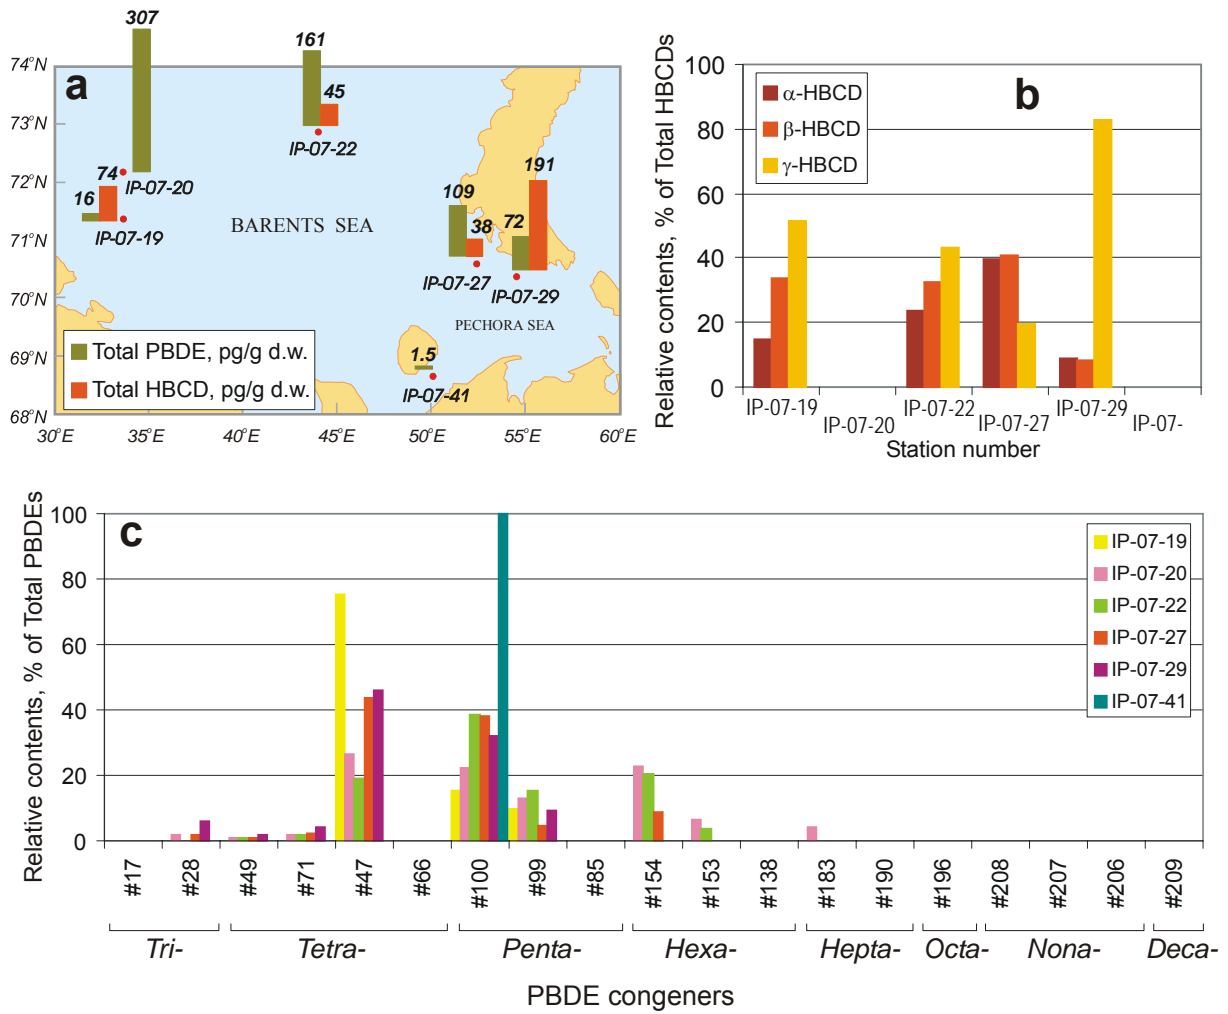 307
161
74°N
a
45
73°N
IP-07-22
191
72°N
74
IP-07-20
16
109
38
72
BARENTS SEA
IP-07-19
71°N
IP-07-27
IP-07-29
70°N
PECHORA SEA
Total PBDE, pg/g d.w.
Total HBCD, pg/g d.w.
1.5
69°N
IP-07-41
68°N
30°E 35°E 40°E 45°E 50°E 55°E 60°E
Relative contents, % of Total HBCDs
100
80
60
40
20
0
α-HBCD
β-HBCD
γ-HBCD
b
IP-07-19 IP-07-22 IP-07-29
IP-07-20 IP-07-27 IP-07-
Station number
Relative contents, % of Total PBDEs
100
80
60
40
20
0
c
IP-07-19
IP-07-20
IP-07-22
IP-07-27
IP-07-29
IP-07-41
#17 #28 #49 #71 #47 #66 #100 #99 #85 #154 #153 #138 #183 #190 #196 #208 #207 #206 #209
Tri- Tetra- Penta- Hexa- Hepta- Octa- Nona- Deca-
PBDE congeners